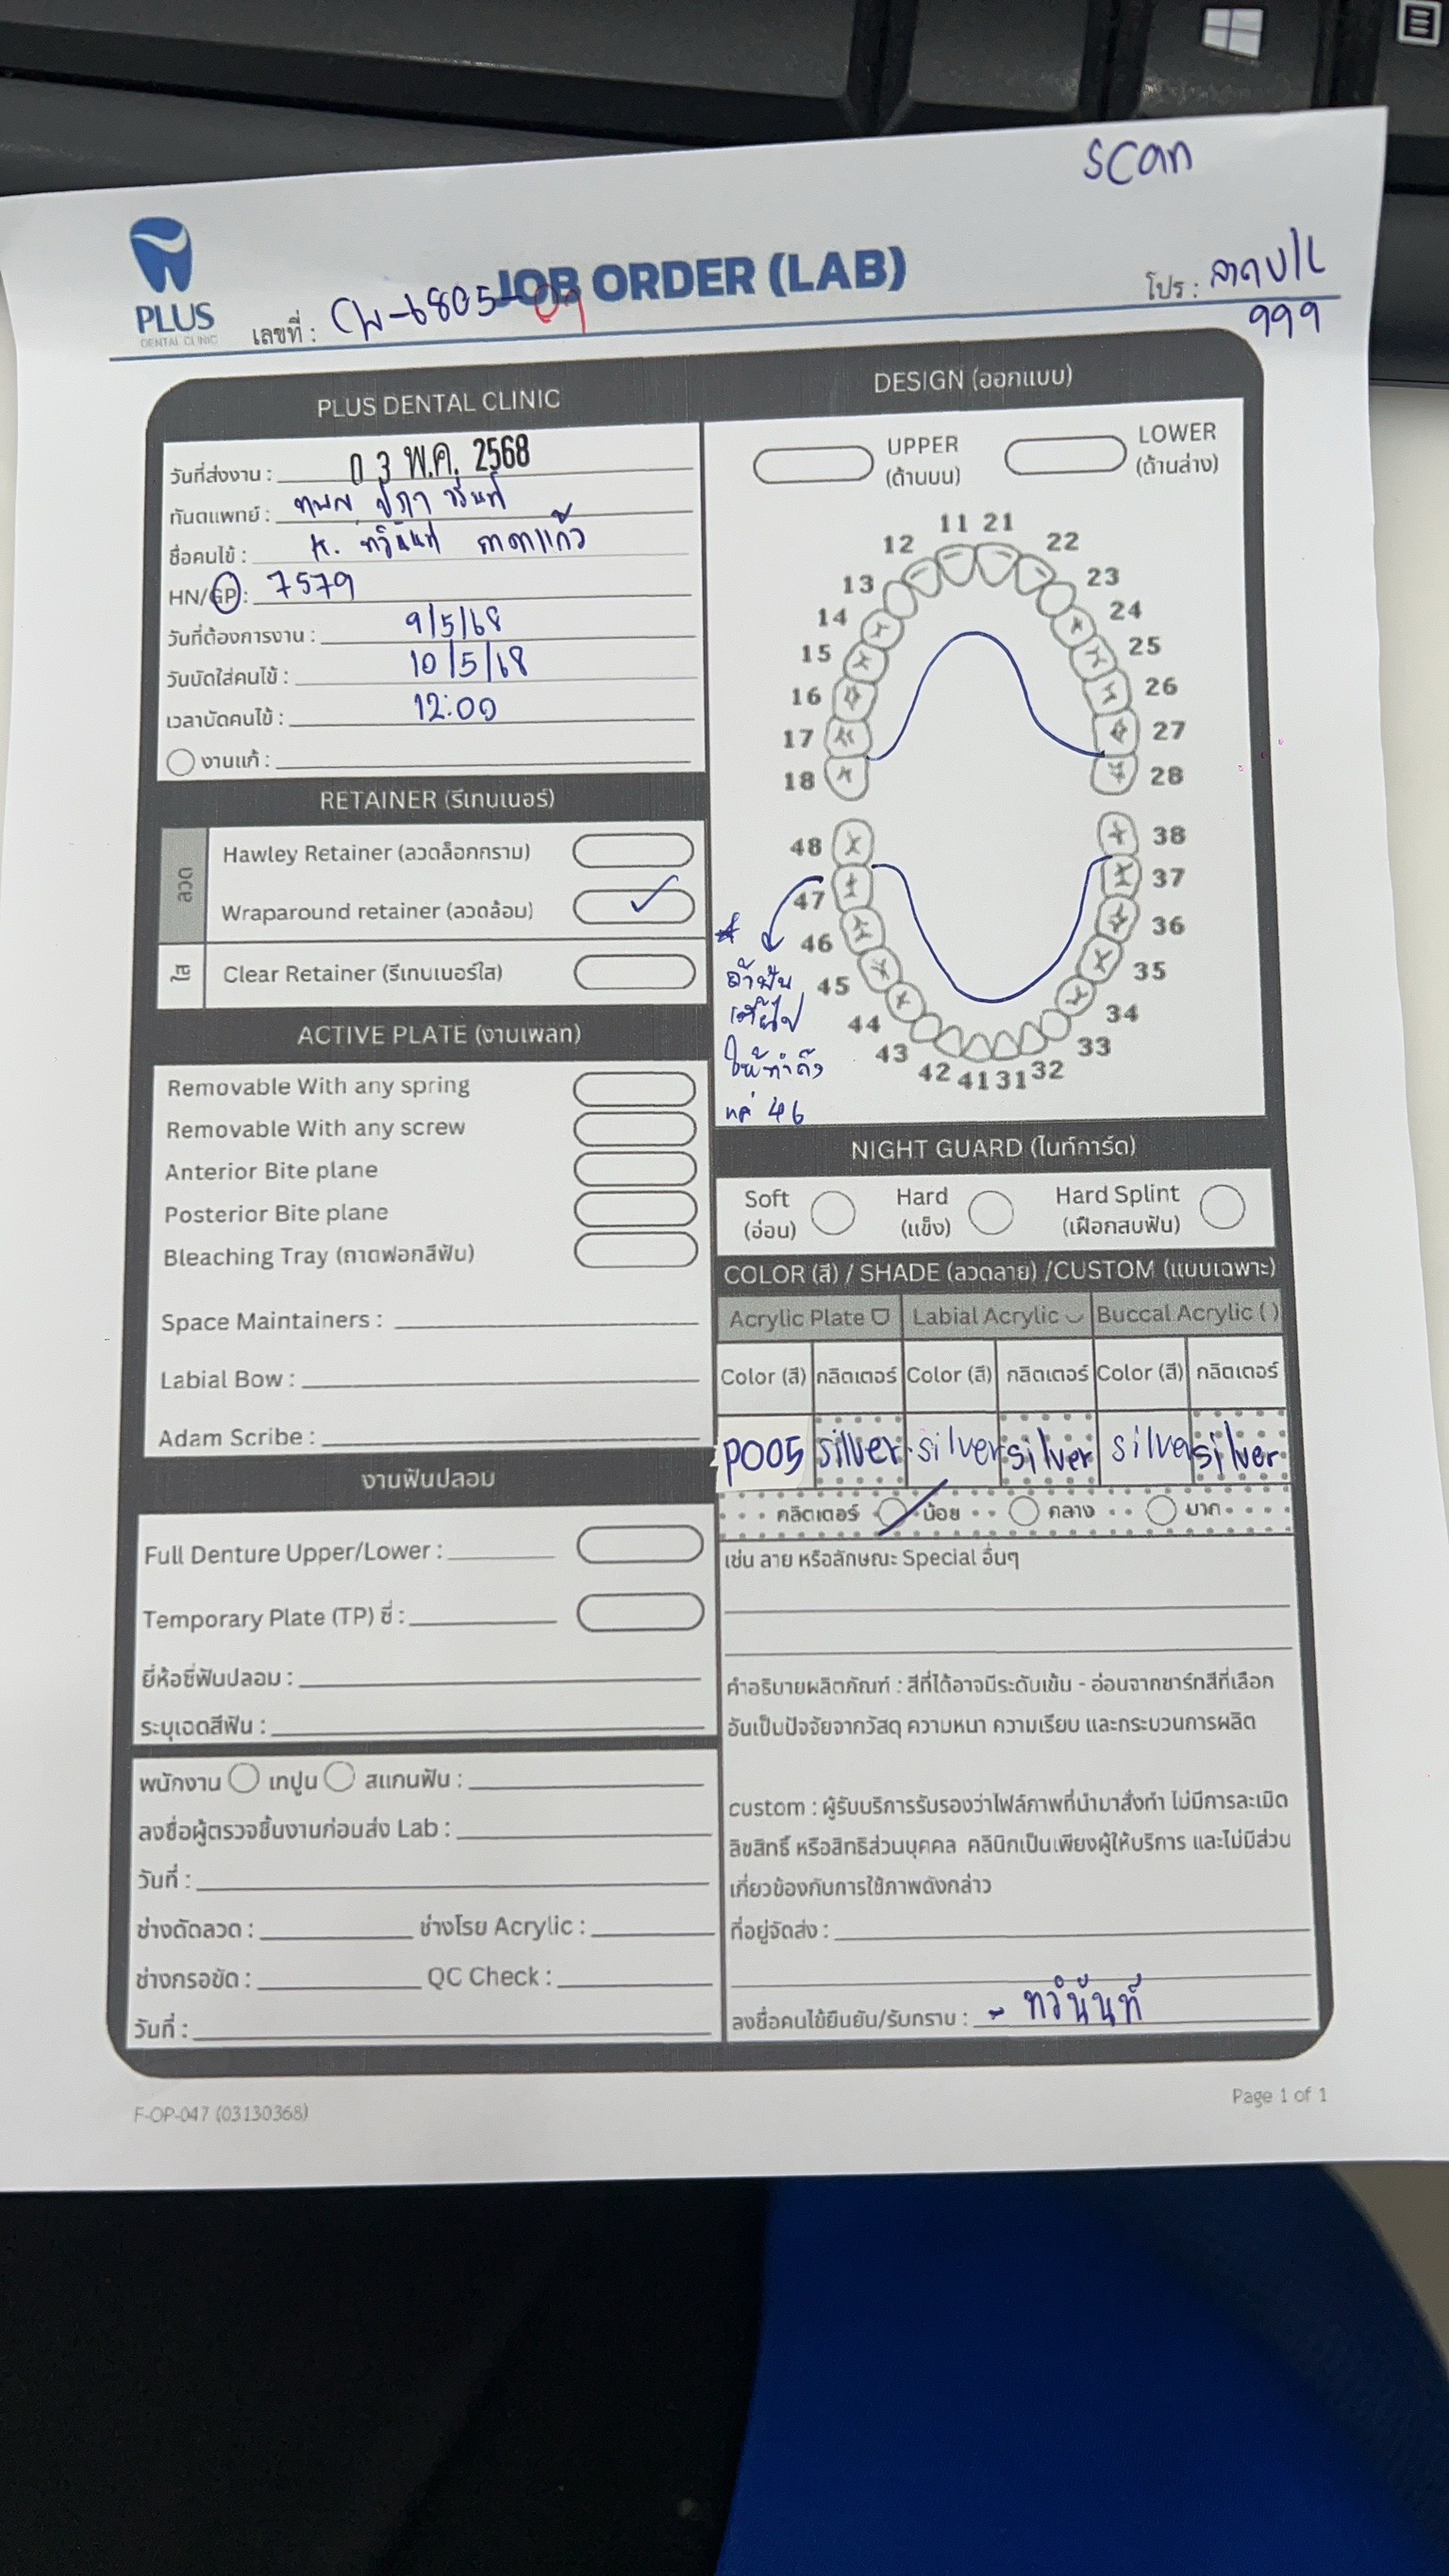 scan
PLUS
DENTAL CLINIC
JOB ORDER (LAB)
เลขที่ : CW-6805-09
โปร : ลวดบ/ล
999
PLUS DENTAL CLINIC
วันที่ส่งงาน : 03 พ.ค. 2568
ทันตแพทย์ :
ชื่อคนไข้ : K.
HN/GP : 7579
วันที่ต้องการงาน : 9/5/68
วันนัดใส่คนไข้ : 10/5/68
เวลานัดคนไข้ : 12:00
งานแก้ :
RETAINER (รีเทนเนอร์)
ลวด
Hawley Retainer (ลวดล็อกกราม)
Wraparound retainer (ลวดล้อม)
ใส
Clear Retainer (รีเทนเนอร์ใส)
ACTIVE PLATE (งานเพลท)
Removable With any spring
Removable With any screw
Anterior Bite plane
Posterior Bite plane
Bleaching Tray (ถาดฟอกสีฟัน)
Space Maintainers :
Labial Bow :
Adam Scribe :
งานฟันปลอม
Full Denture Upper/Lower :
Temporary Plate (TP) ซี่ :
ยี่ห้อซี่ฟันปลอม :
ระบุเฉดสีฟัน :
พนักงาน เทปูน สแกนฟัน :
ลงชื่อผู้ตรวจชิ้นงานก่อนส่ง Lab :
วันที่ :
ช่างดัดลวด : ช่างโรย Acrylic :
ช่างกรอขัด : QC Check :
วันที่ :
DESIGN (ออกแบบ)
UPPER (ด้านบน)
LOWER (ด้านล่าง)
11 21
12 22
13 23
14 24
15 25
16 26
17 27
18 28
48 38
47 37
46 36
45 35
44 34
43 33
42 41 31 32
ถ้าฟัน
เตี้ยไป
ให้ทำถึง
แค่ 46
NIGHT GUARD (ไนท์การ์ด)
Soft (อ่อน)
Hard (แข็ง)
Hard Splint (เฝือกสบฟัน)
COLOR (สี) / SHADE (ลวดลาย) /CUSTOM (แบบเฉพาะ)
Acrylic Plate Labial Acrylic Buccal Acrylic ( )
Color (สี) กลิตเตอร์ Color (สี) กลิตเตอร์ Color (สี) กลิตเตอร์
P005 silver silver silver silver silver
กลิตเตอร์ น้อย กลาง มาก
เช่น ลาย หรือลักษณะ Special อื่นๆ
คำอธิบายผลิตภัณฑ์ : สีที่ได้อาจมีระดับเข้ม - อ่อนจากชาร์ทสีที่เลือก
อันเป็นปัจจัยจากวัสดุ ความหนา ความเรียบ และกระบวนการผลิต
custom : ผู้รับบริการรับรองว่าไฟล์ภาพที่นำมาสั่งทำ ไม่มีการละเมิด
ลิขสิทธิ์ หรือสิทธิส่วนบุคคล คลินิกเป็นเพียงผู้ให้บริการ และไม่มีส่วน
เกี่ยวข้องกับการใช้ภาพดังกล่าว
ที่อยู่จัดส่ง :
ลงชื่อคนไข้ยืนยัน/รับทราบ : - ทวินันท์
F-OP-047 (03130368)
Page 1 of 1